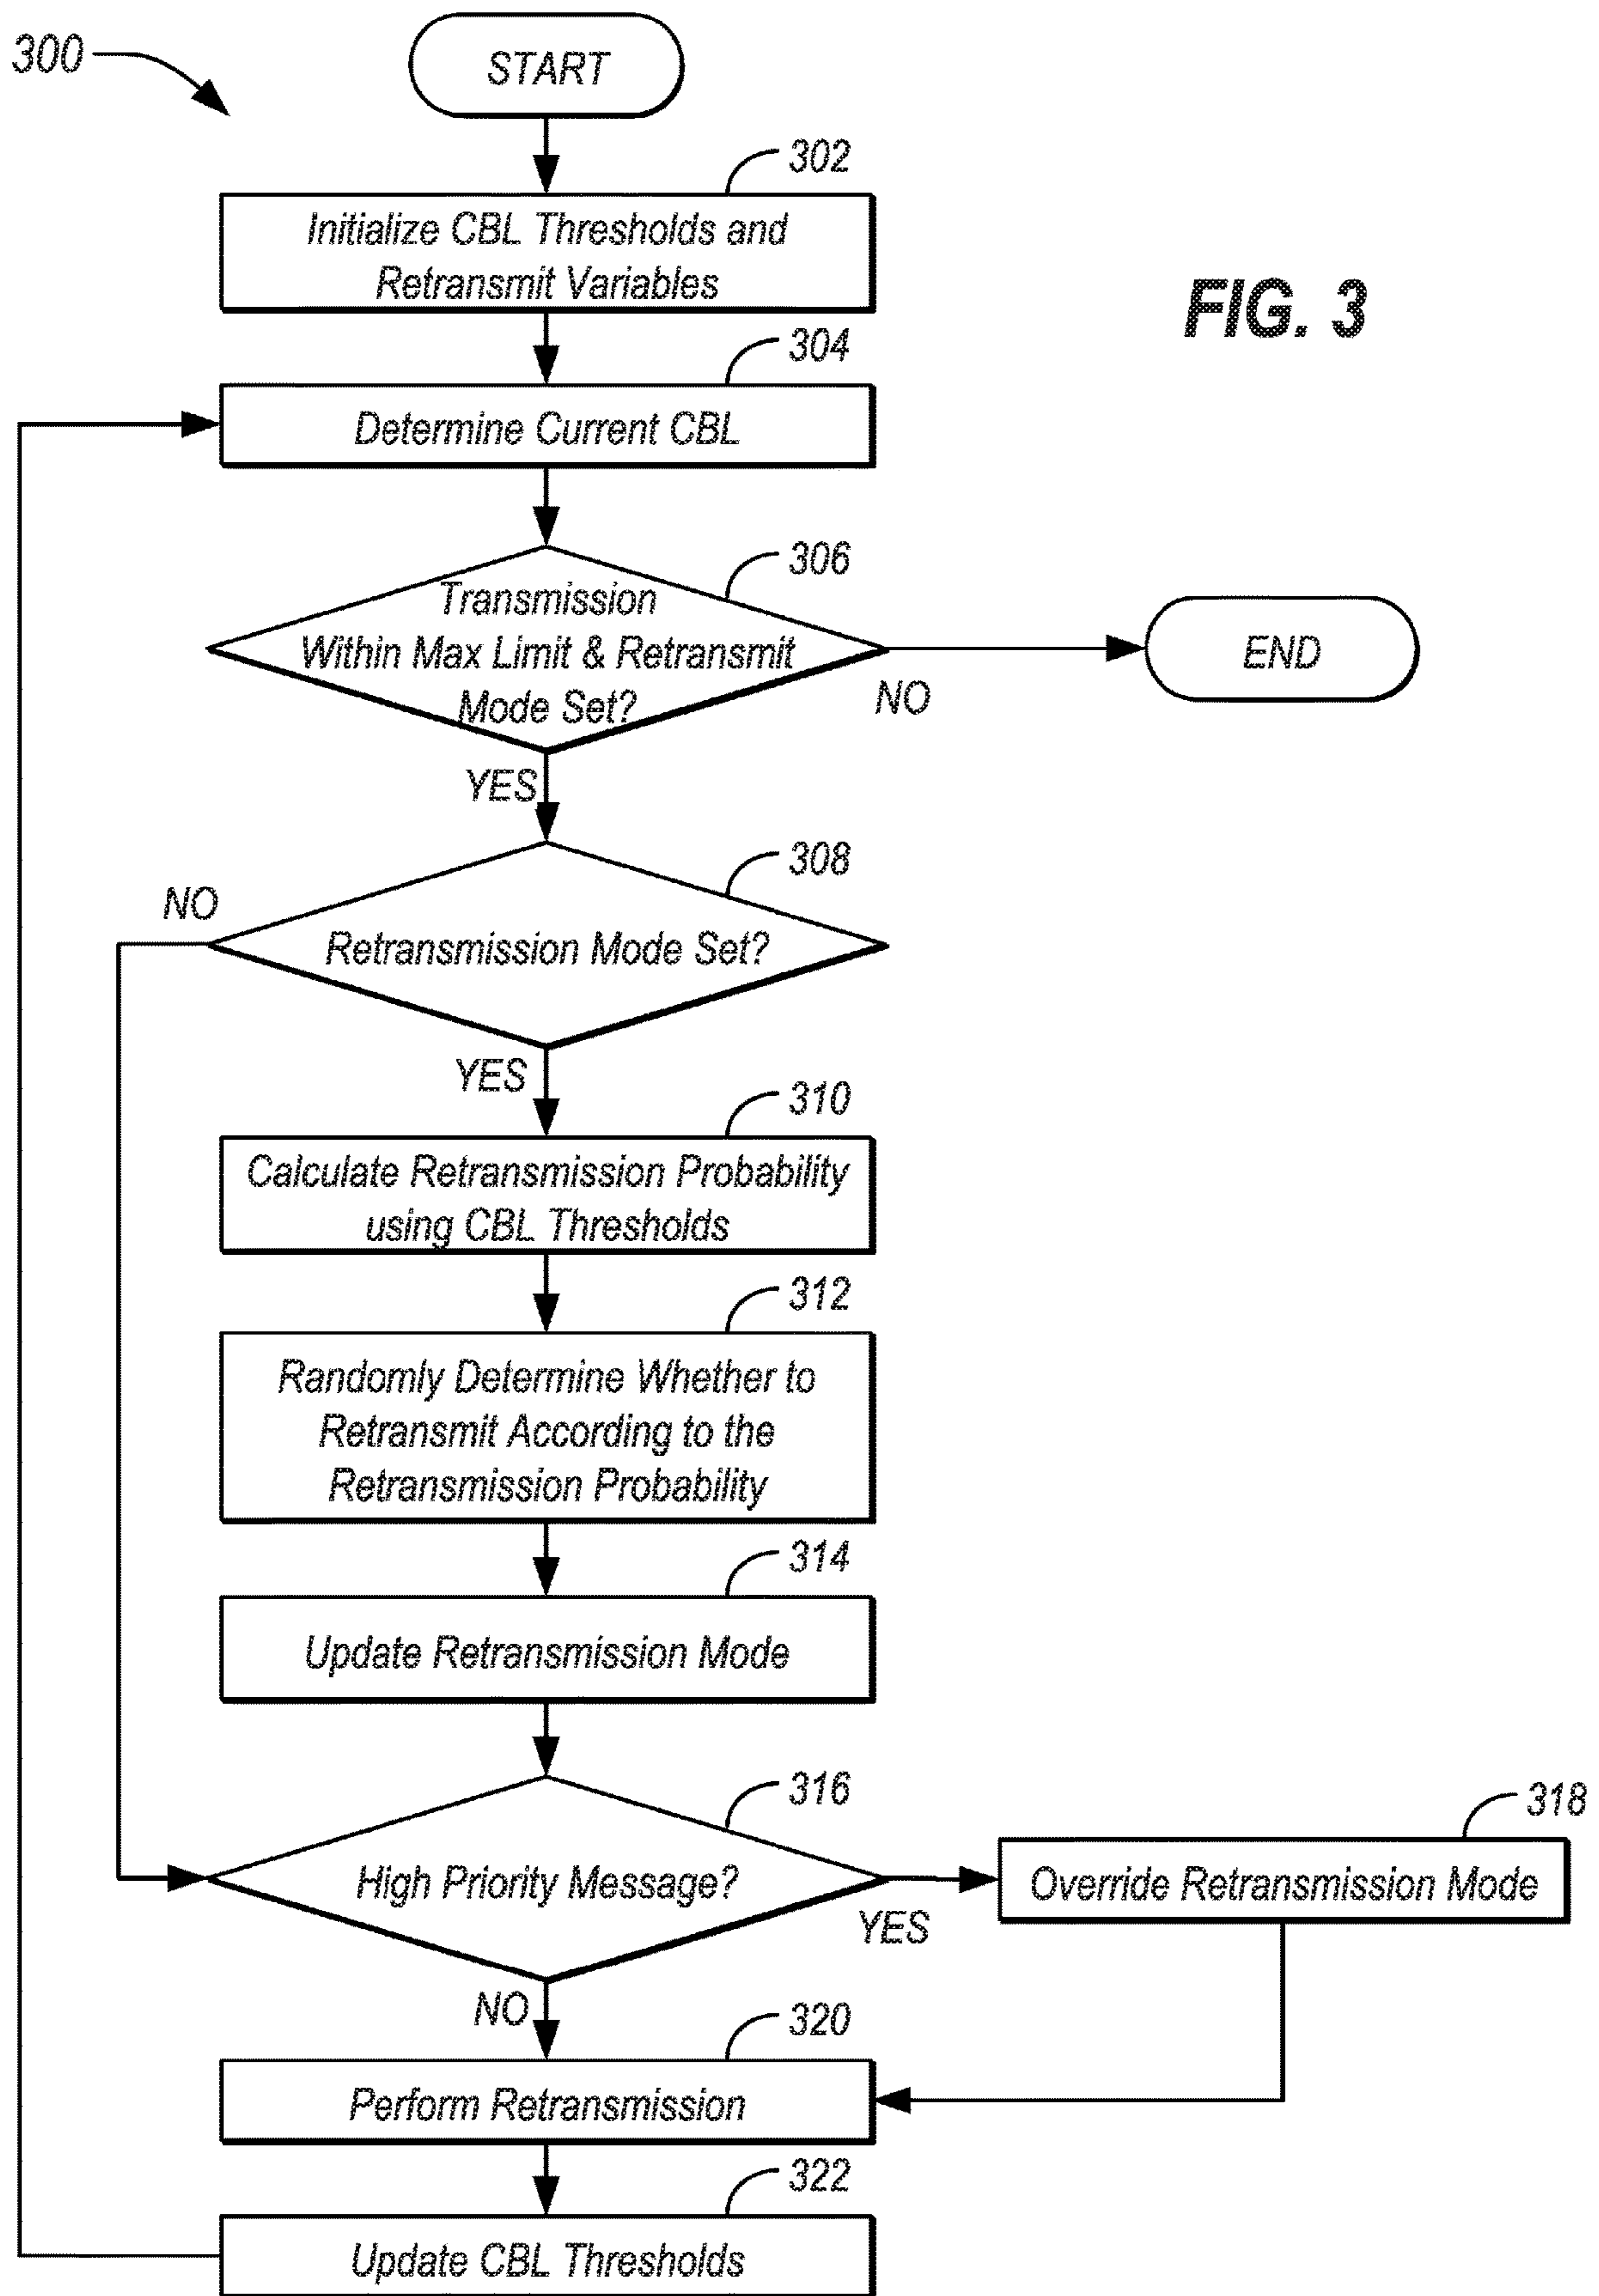 300
START
302
Initialize CBL Thresholds and
Retransmit Variables
FIG. 3
304
Determine Current CBL
306
Transmission
Within Max Limit & Retransmit
Mode Set?
END
NO
YES
308
NO
Retransmission Mode Set?
YES
310
Calculate Retransmission Probability
using CBL Thresholds
312
Randomly Determine Whether to
Retransmit According to the
Retransmission Probability
314
Update Retransmission Mode
316
318
High Priority Message?
Override Retransmission Mode
YES
NO
320
Perform Retransmission
322
Update CBL Thresholds